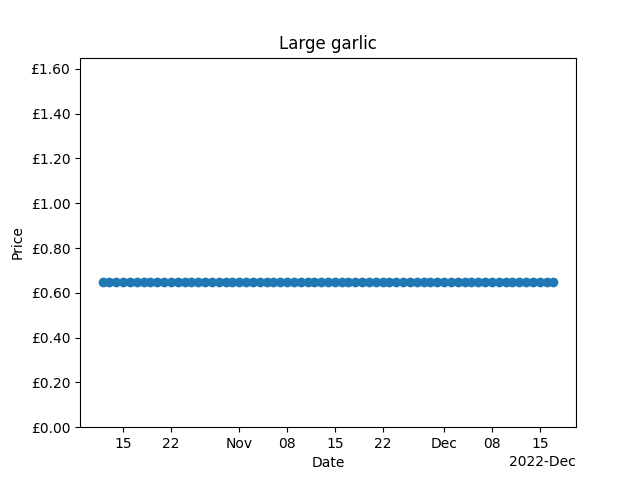 Large garlic
£1.60
£1.40
£1.20
£1.00
£0.80
£0.60
£0.40
£0.20
£0.00
Price
15 22 Nov 08 15 22 Dec 08 15
Date
2022-Dec